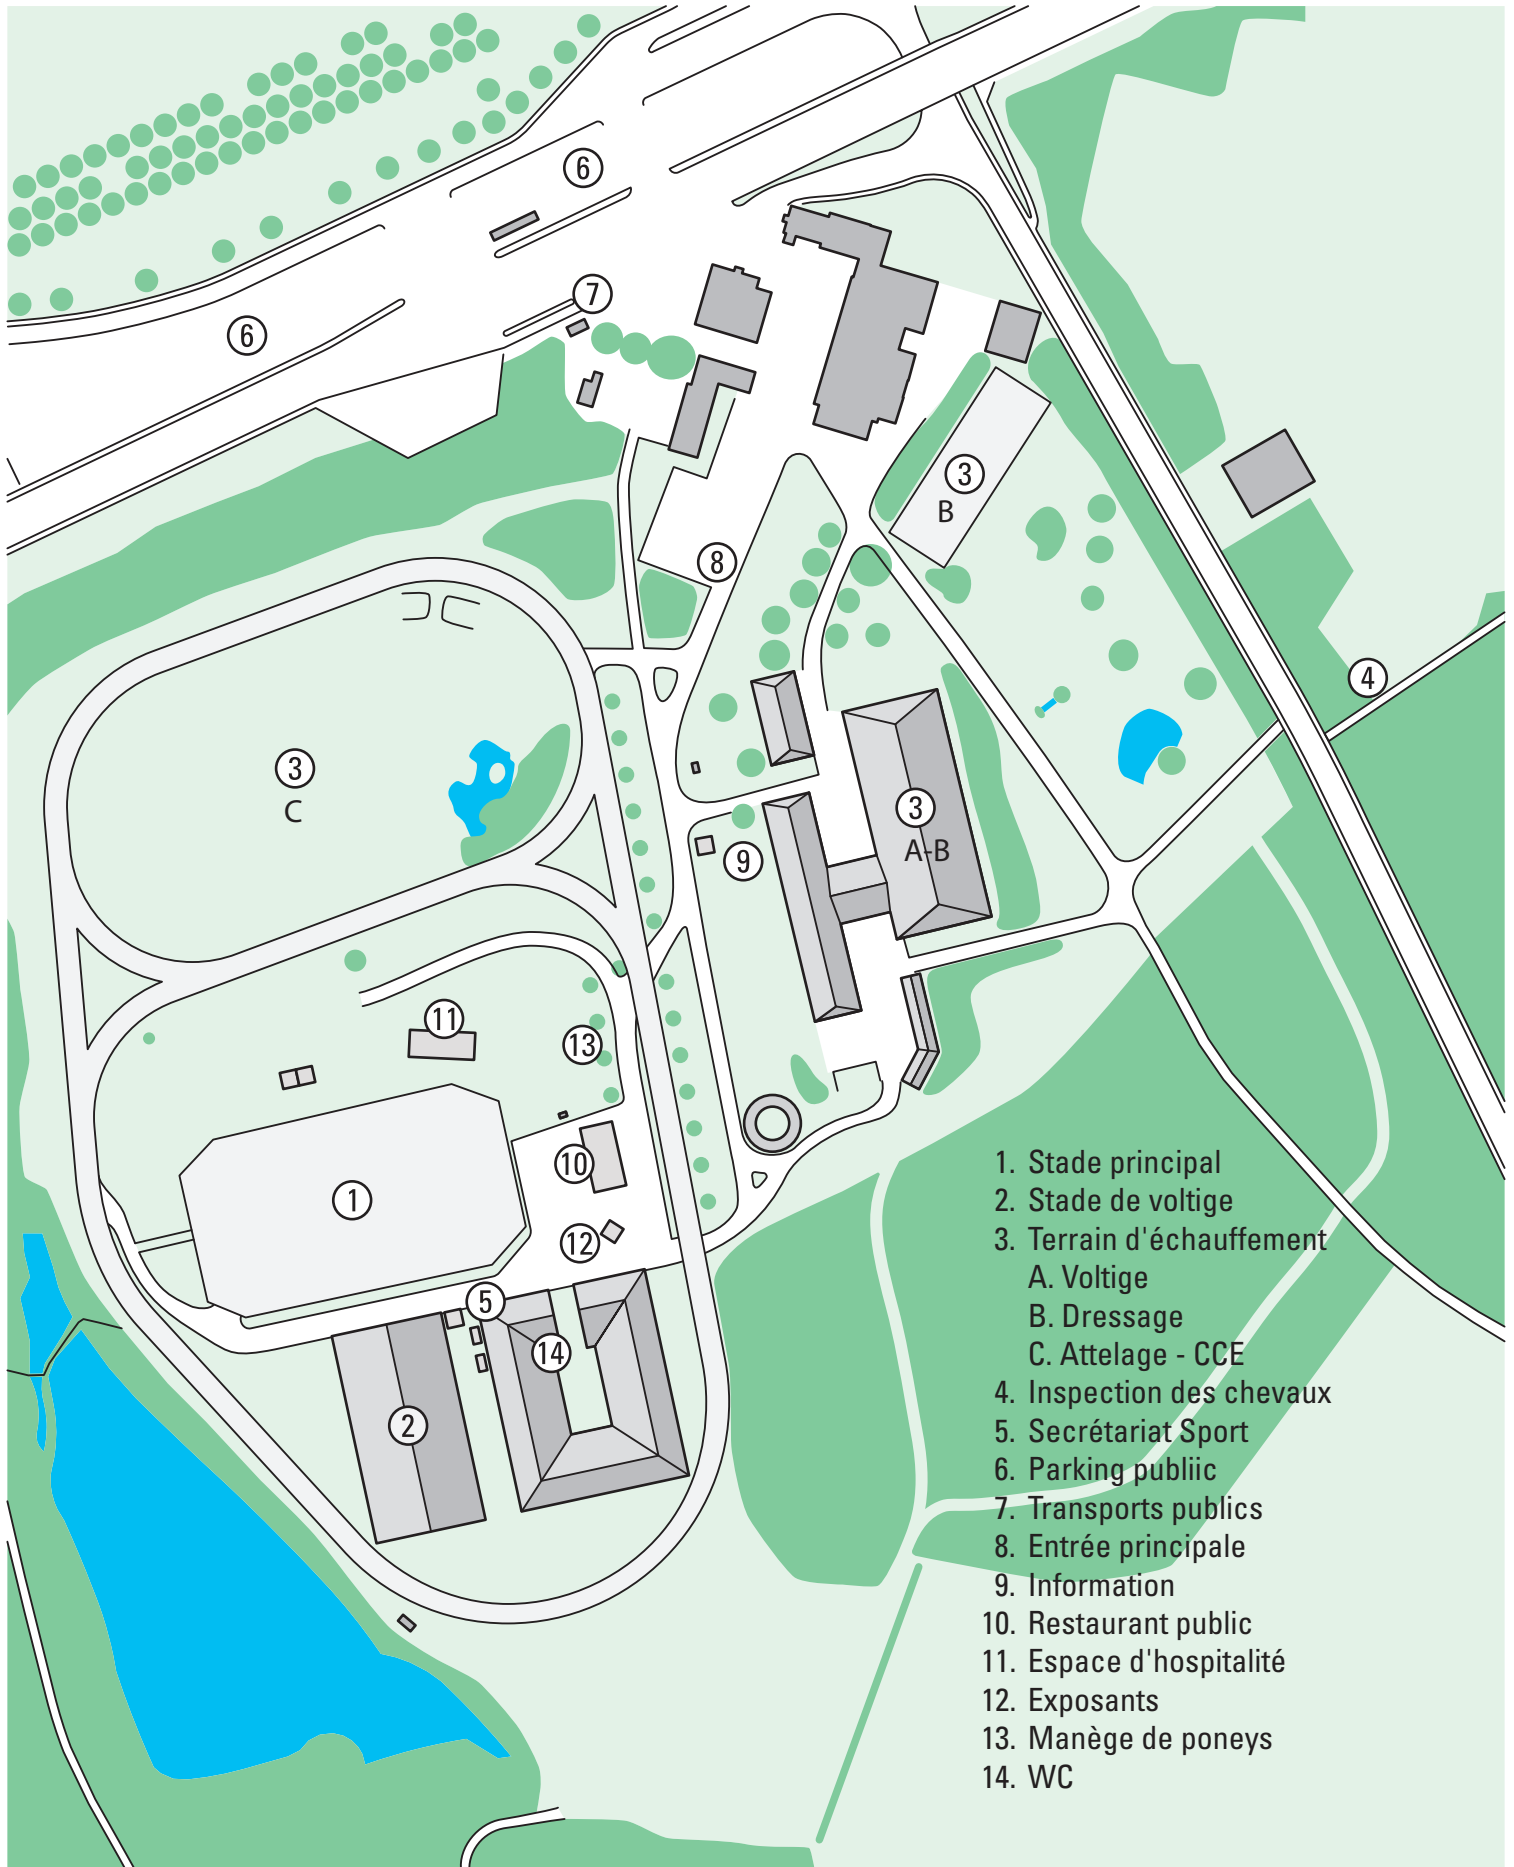 6
7
6
3
B
8
4
3
C
3
A-B
9
11
13
10
1
12
5
14
2
1. Stade principal
2. Stade de voltige
3. Terrain d'échauffement
A. Voltige
B. Dressage
C. Attelage - CCE
4. Inspection des chevaux
5. Secrétariat Sport
6. Parking publiic
7. Transports publics
8. Entrée principale
9. Information
10. Restaurant public
11. Espace d'hospitalité
12. Exposants
13. Manège de poneys
14. WC